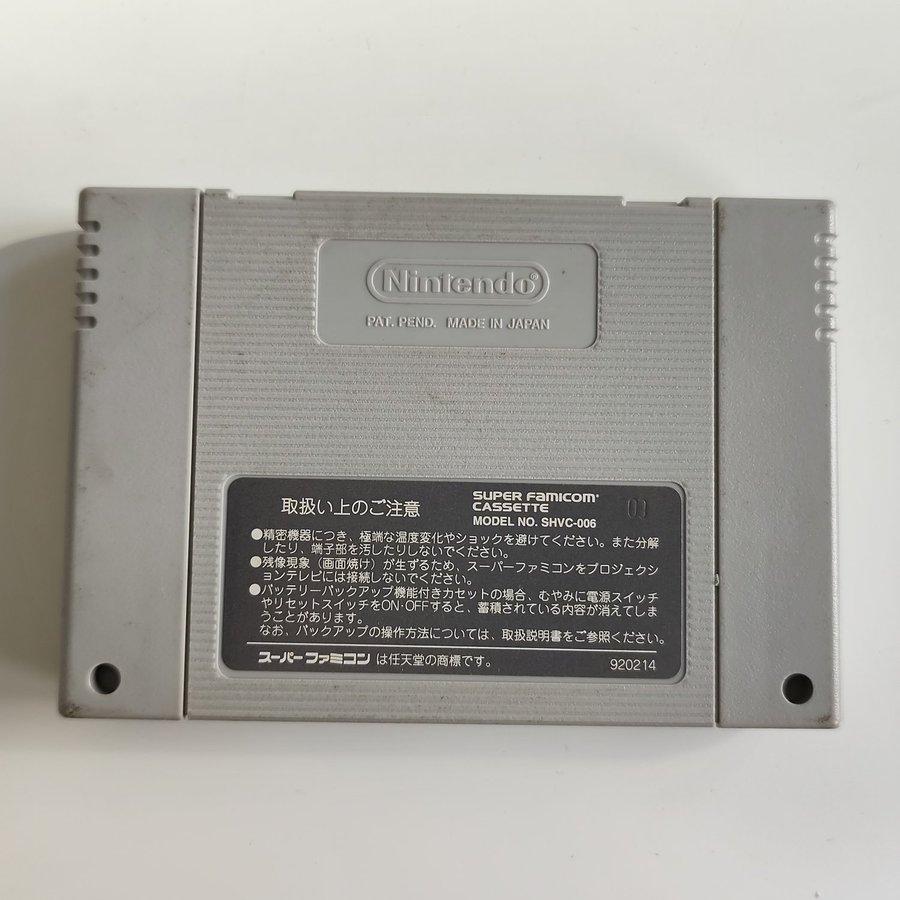 Nintendo®
PAT. PEND. MADE IN JAPAN
取扱い上のご注意
SUPER FAMICOM®
CASSETTE
MODEL NO. SHVC-006
●精密機器につき、極端な温度変化やショックを避けてください。また分解
したり、端子部を汚したりしないでください。
●残像現象(画面焼け)が生ずるため、スーパーファミコンをプロジェクシ
ョンテレビには接続しないでください。
●バッテリーバックアップ機能付きカセットの場合、むやみに電源スイッチ
やリセットスイッチをON・OFFすると、蓄積されている内容が消えてしま
うことがあります。
なお、バックアップの操作方法については、取扱説明書をご参照ください。
スーパーファミコン は任天堂の商標です。
920214